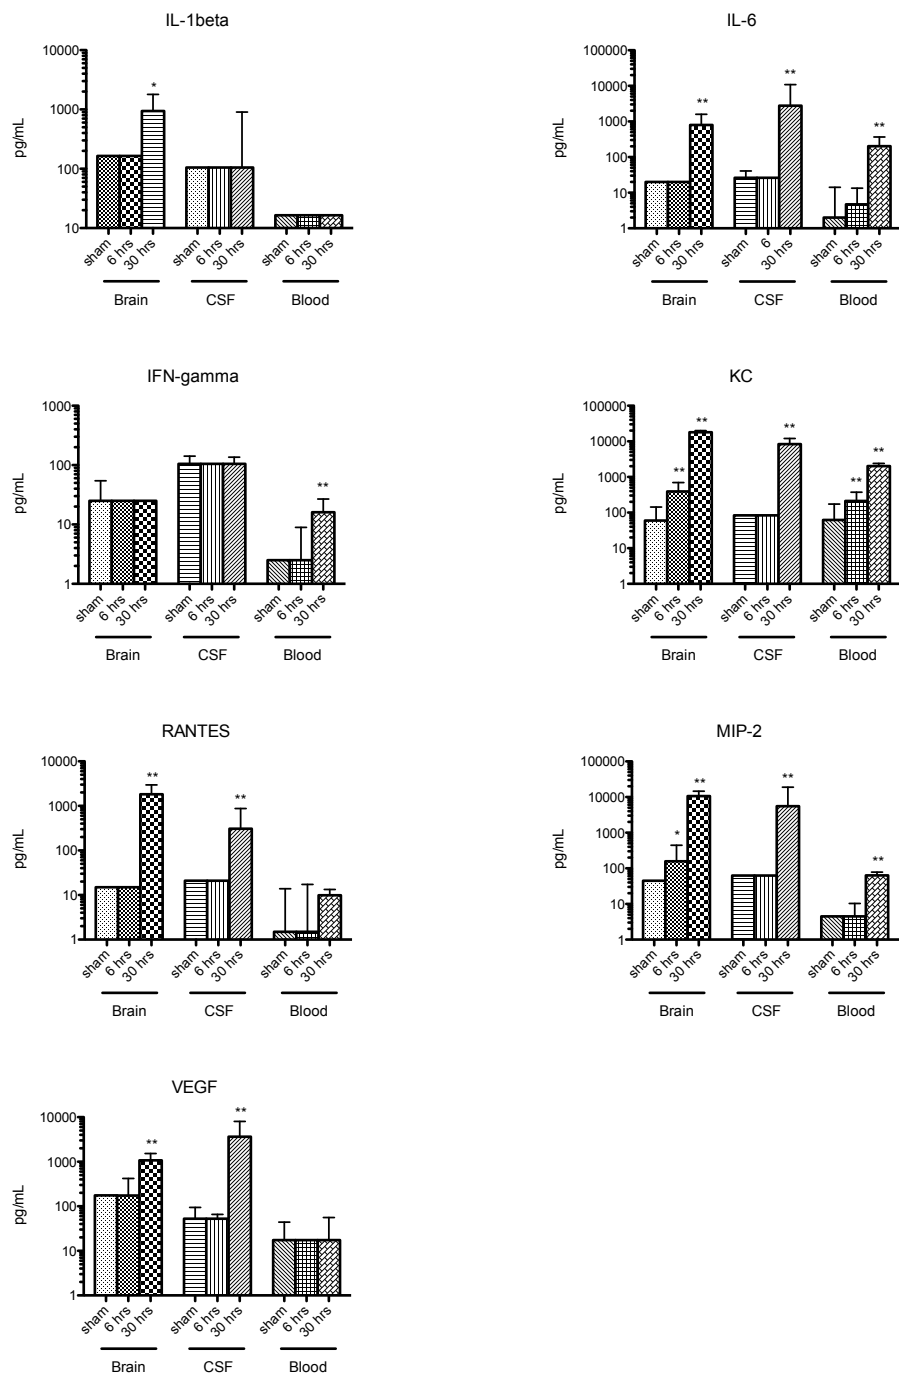 IL-1beta
10000
1000
100
10
pg/mL
*
sham
6 hrs
30 hrs
sham
6 hrs
30 hrs
sham
6 hrs
30 hrs
Brain
CSF
Blood
IL-6
100000
10000
1000
100
10
1
pg/mL
**
**
**
sham
6 hrs
30 hrs
sham
6
30 hrs
sham
6 hrs
30 hrs
Brain
CSF
Blood
IFN-gamma
1000
100
10
1
pg/mL
**
sham
6 hrs
30 hrs
sham
6 hrs
30 hrs
sham
6 hrs
30 hrs
Brain
CSF
Blood
KC
100000
10000
1000
100
10
1
pg/mL
**
**
**
**
**
sham
6 hrs
30 hrs
sham
6 hrs
30 hrs
sham
6 hrs
30 hrs
Brain
CSF
Blood
RANTES
10000
1000
100
10
1
pg/mL
**
**
sham
6 hrs
30 hrs
sham
6 hrs
30 hrs
sham
6 hrs
30 hrs
Brain
CSF
Blood
MIP-2
100000
10000
1000
100
10
1
pg/mL
*
**
**
**
sham
6 hrs
30 hrs
sham
6 hrs
30 hrs
sham
6 hrs
30 hrs
Brain
CSF
Blood
VEGF
10000
1000
100
10
1
pg/mL
**
**
sham
6 hrs
30 hrs
sham
6 hrs
30 hrs
sham
6 hrs
30 hrs
Brain
CSF
Blood